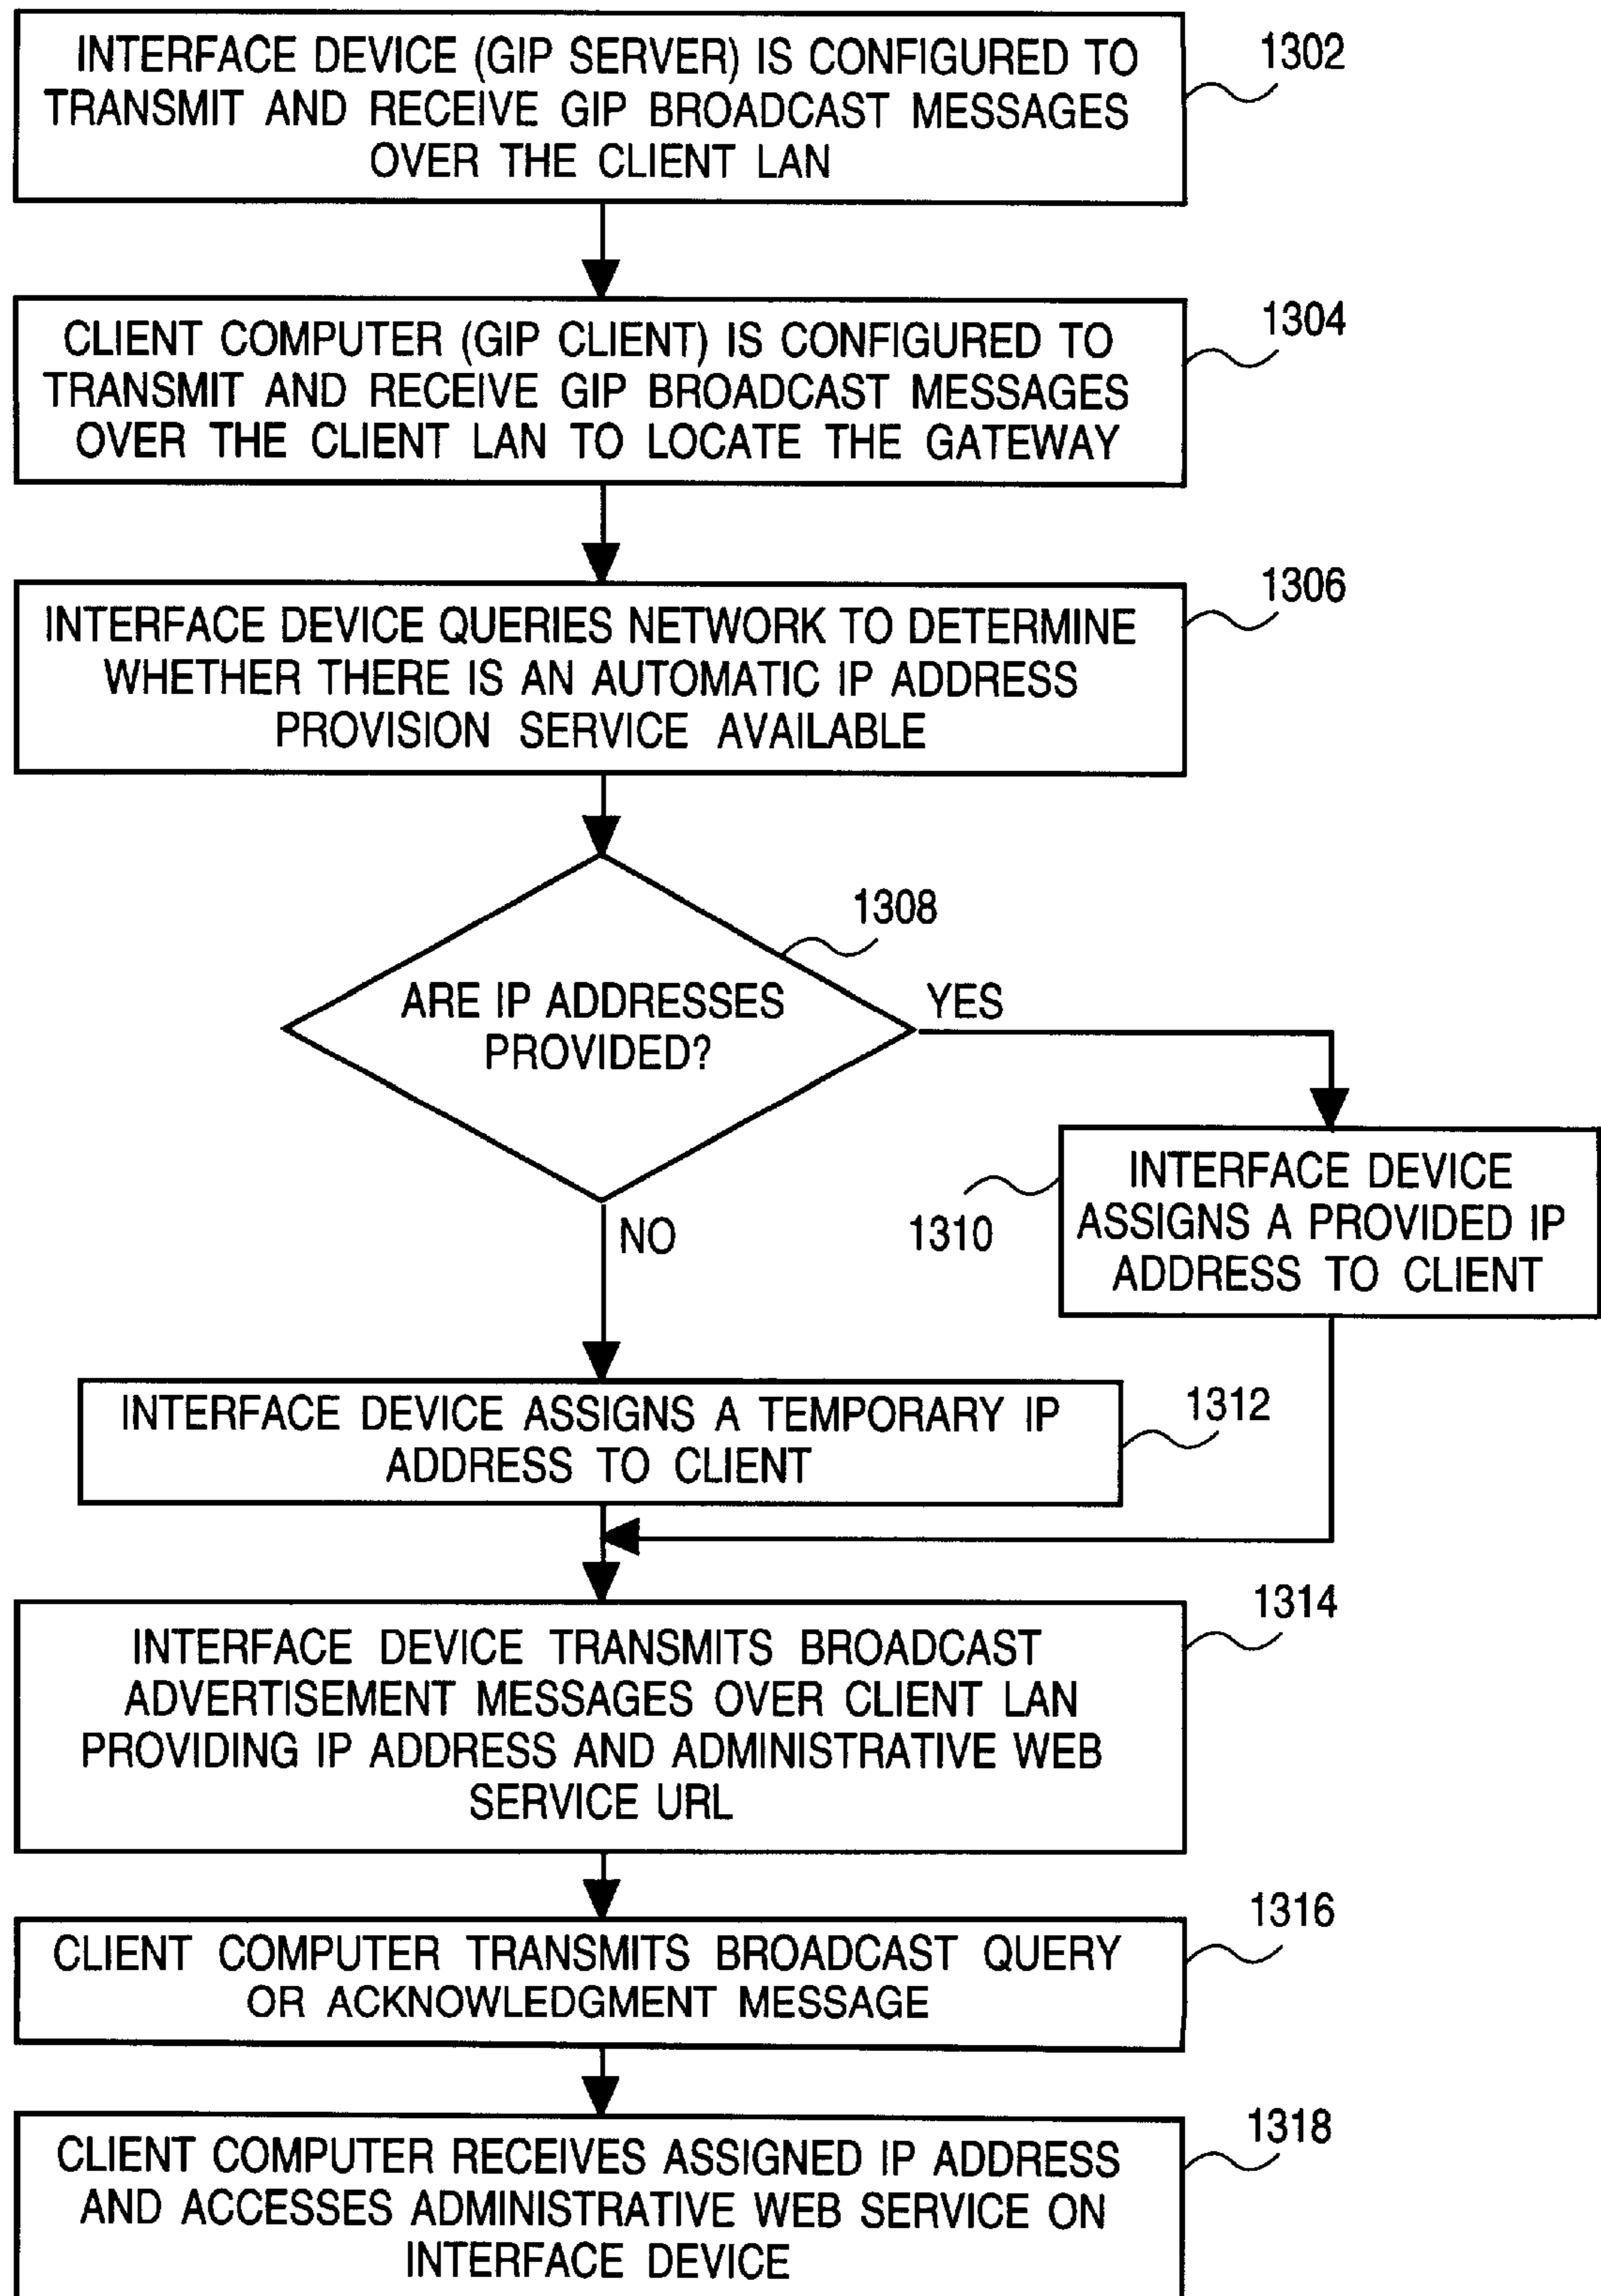 INTERFACE DEVICE (GIP SERVER) IS CONFIGURED TO
TRANSMIT AND RECEIVE GIP BROADCAST MESSAGES
OVER THE CLIENT LAN
1302
CLIENT COMPUTER (GIP CLIENT) IS CONFIGURED TO
TRANSMIT AND RECEIVE GIP BROADCAST MESSAGES
OVER THE CLIENT LAN TO LOCATE THE GATEWAY
1304
INTERFACE DEVICE QUERIES NETWORK TO DETERMINE
WHETHER THERE IS AN AUTOMATIC IP ADDRESS
PROVISION SERVICE AVAILABLE
1306
1308
ARE IP ADDRESSES
PROVIDED?
YES
NO
1310
INTERFACE DEVICE
ASSIGNS A PROVIDED IP
ADDRESS TO CLIENT
INTERFACE DEVICE ASSIGNS A TEMPORARY IP
ADDRESS TO CLIENT
1312
INTERFACE DEVICE TRANSMITS BROADCAST
ADVERTISEMENT MESSAGES OVER CLIENT LAN
PROVIDING IP ADDRESS AND ADMINISTRATIVE WEB
SERVICE URL
1314
CLIENT COMPUTER TRANSMITS BROADCAST QUERY
OR ACKNOWLEDGMENT MESSAGE
1316
CLIENT COMPUTER RECEIVES ASSIGNED IP ADDRESS
AND ACCESSES ADMINISTRATIVE WEB SERVICE ON
INTERFACE DEVICE
1318